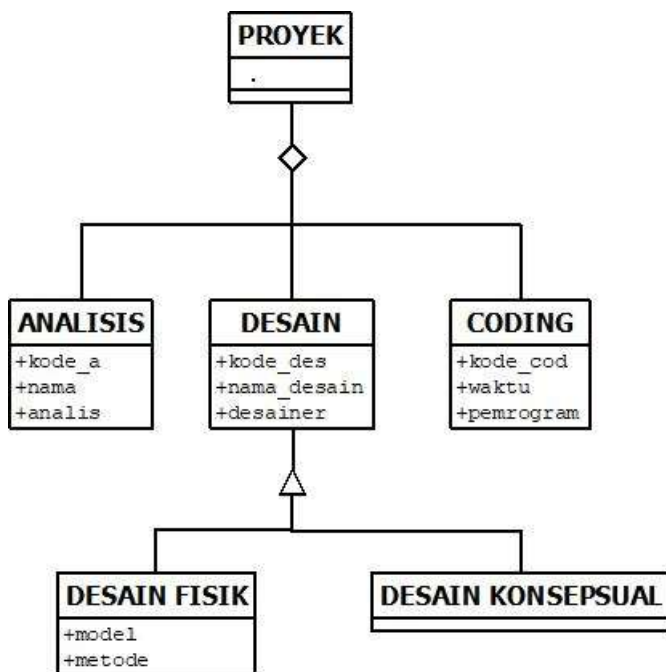 PROYEK
.
ANALISIS
+kode_a
+nama
+analis
DESAIN
+kode_des
+nama_desain
+desainer
CODING
+kode_cod
+waktu
+pemrogram
DESAIN FISIK
+model
+metode
DESAIN KONSEPSUAL